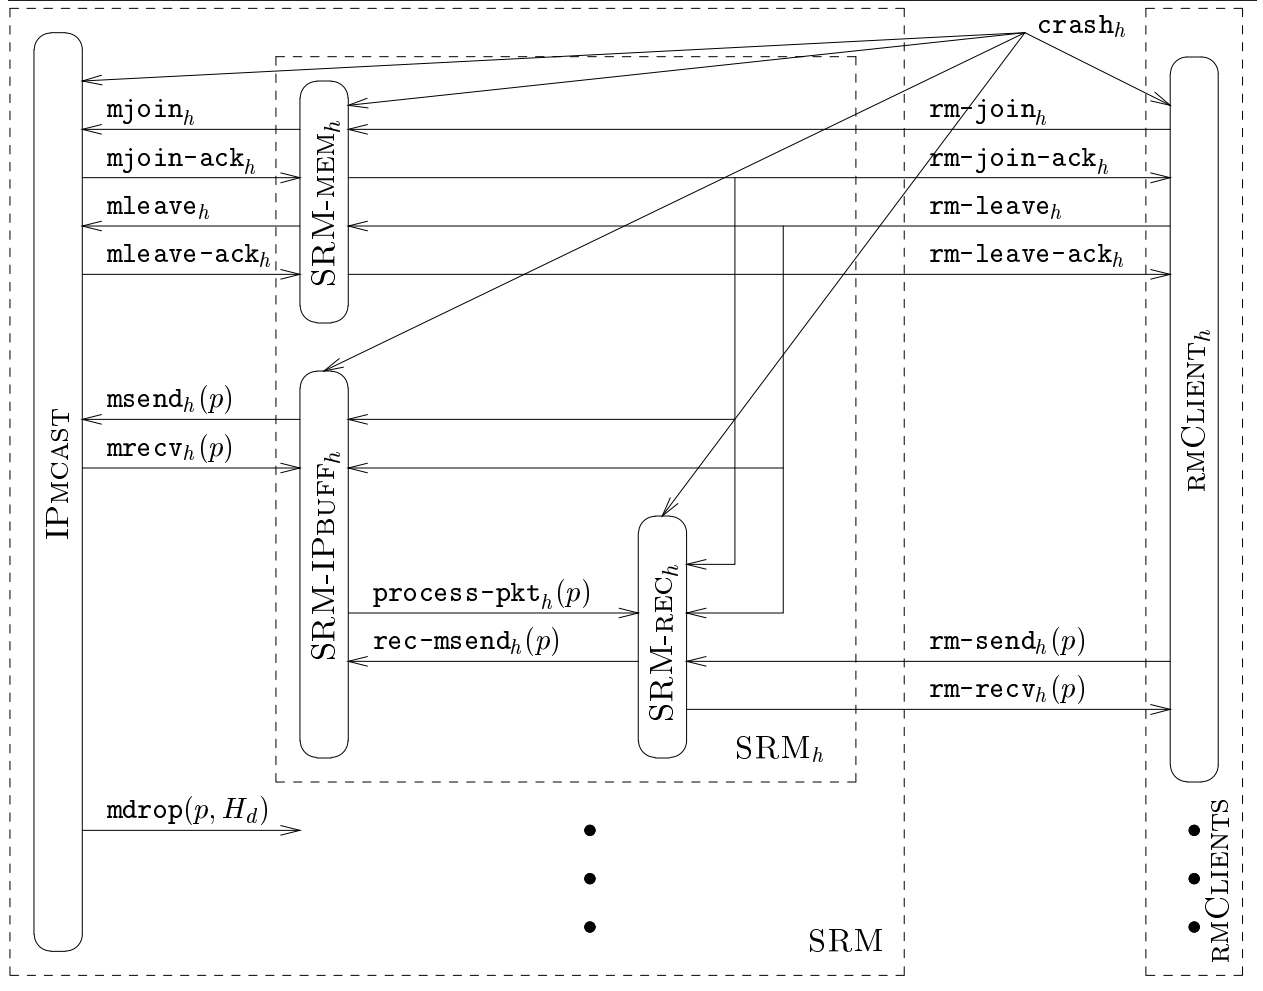 crash_h
mjoin_h
rm-join_h
mjoin-ack_h
rm-join-ack_h
mleave_h
rm-leave_h
mleave-ack_h
rm-leave-ack_h
SRM-MEM_h
RMCLIENT_h
msend_h(p)
mrecv_h(p)
IPMCAST
SRM-IPBUFF_h
process-pkt_h(p)
rec-msend_h(p)
SRM-REC_h
rm-send_h(p)
rm-recv_h(p)
SRM_h
mdrop(p, H_d)
RMCLIENTS
SRM